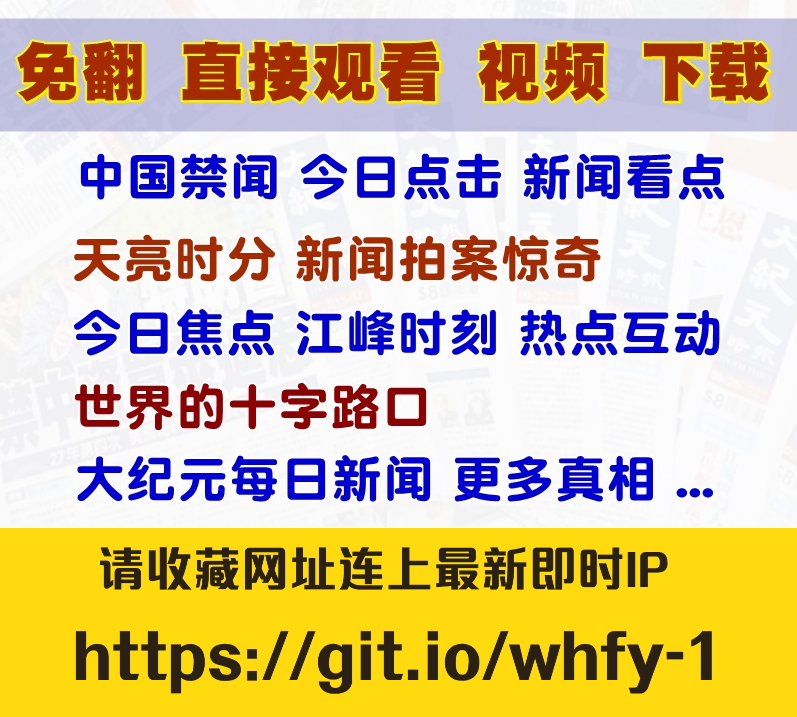 免翻 直接观看 视频 下载
中国禁闻 今日点击 新闻看点
天亮时分 新闻拍案惊奇
今日焦点 江峰时刻 热点互动
世界的十字路口
大纪元每日新闻 更多真相 ...
请收藏网址连上最新即时IP
https://git.io/whfy-1